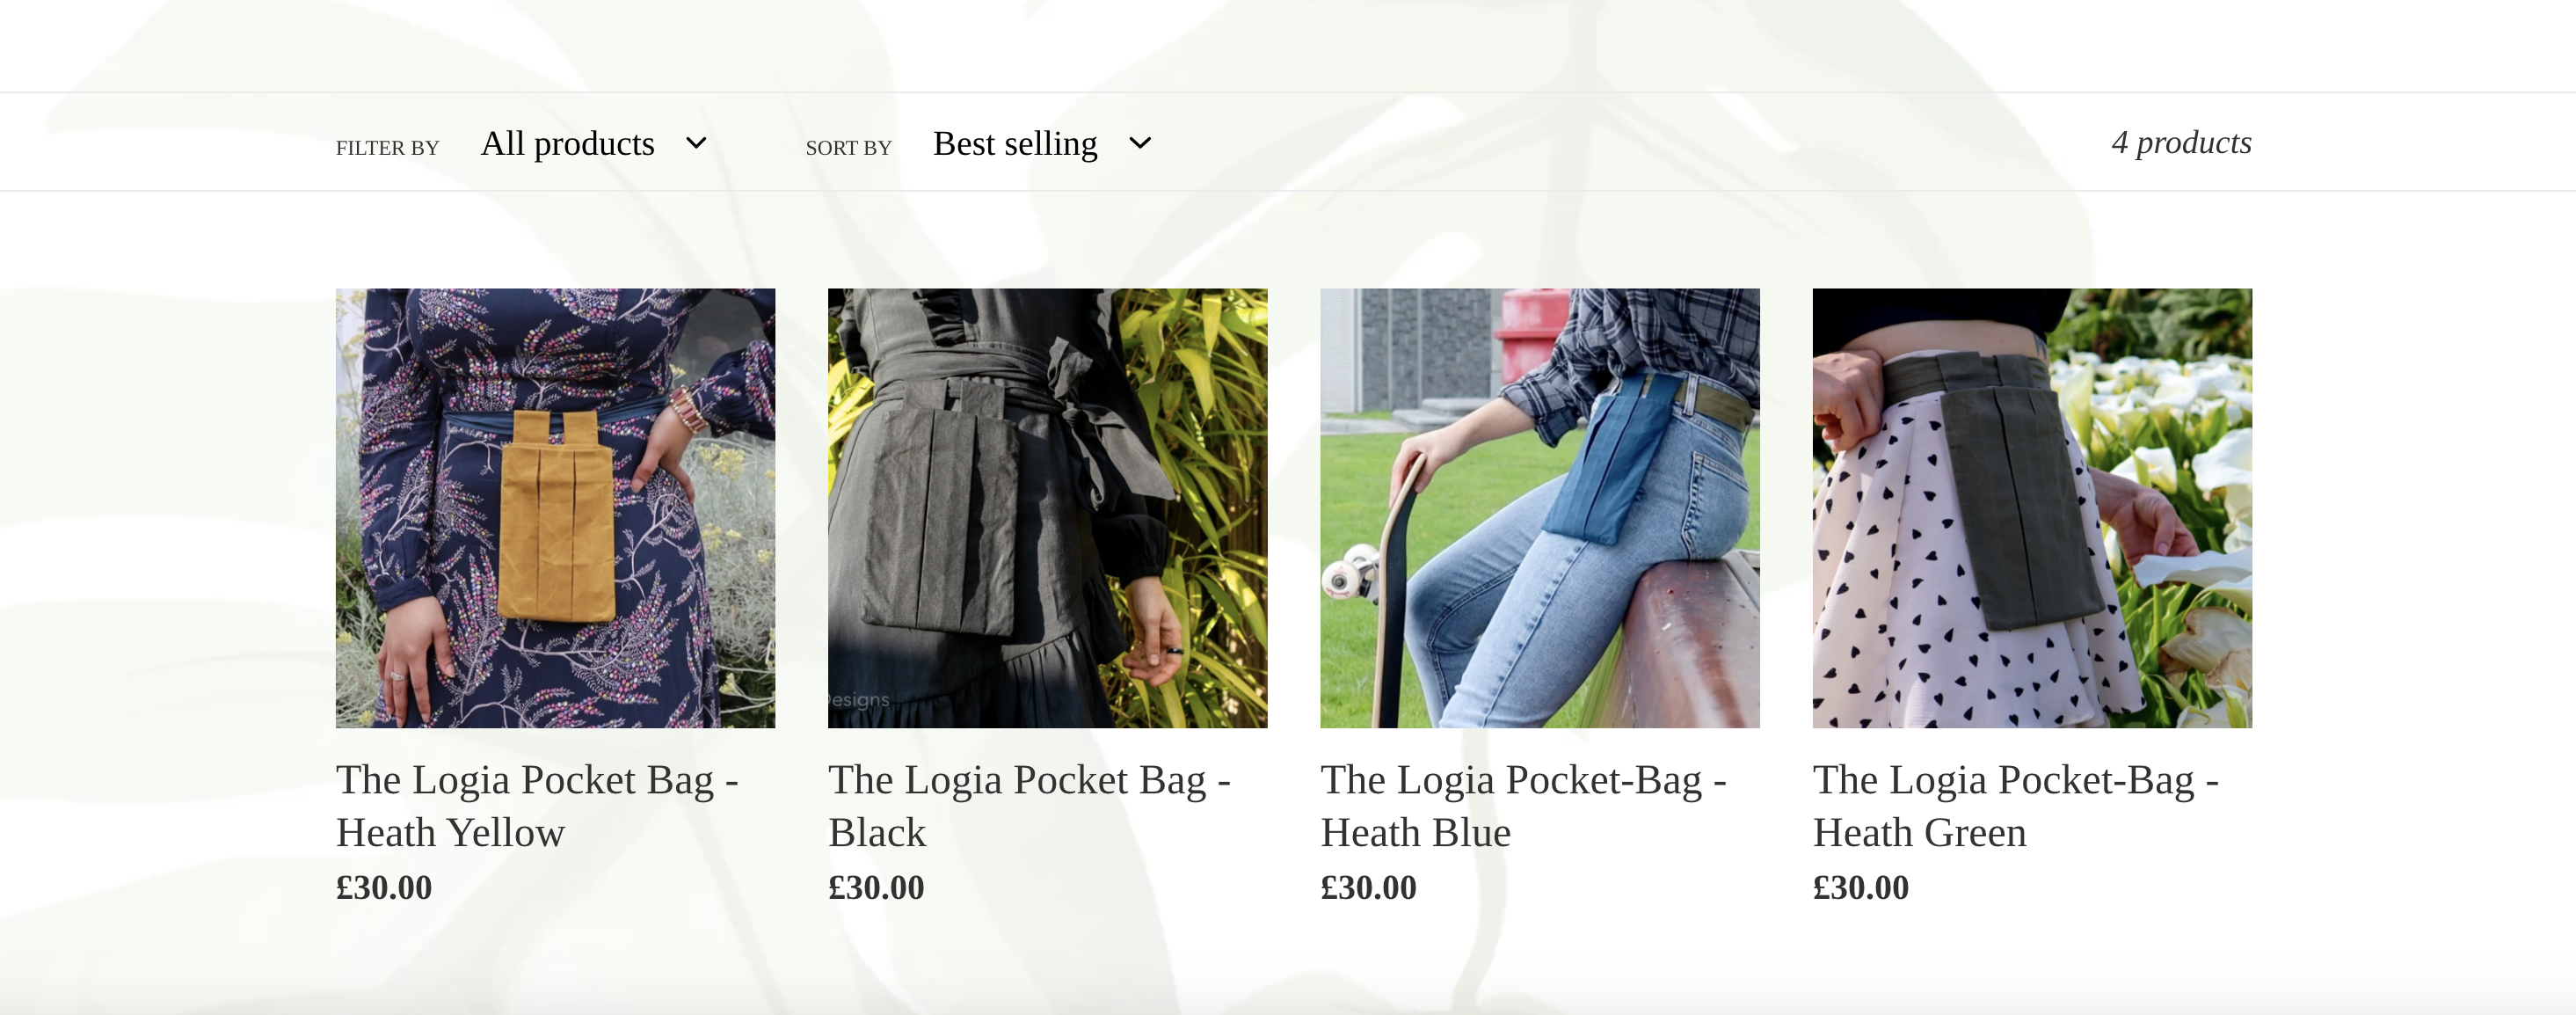 FILTER BY All products SORT BY Best selling 4 products
Designs
The Logia Pocket Bag -
Heath Yellow
£30.00
The Logia Pocket Bag -
Black
£30.00
The Logia Pocket-Bag -
Heath Blue
£30.00
The Logia Pocket-Bag -
Heath Green
£30.00